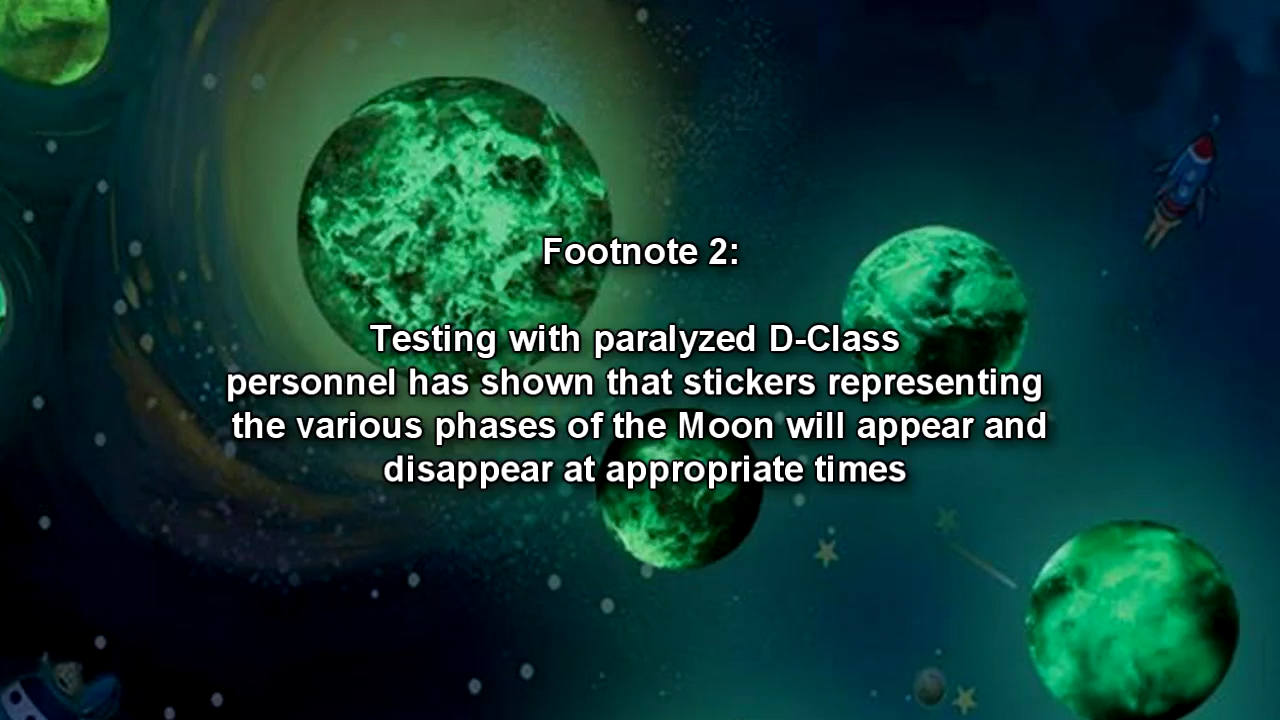 Footnote 2:
Testing with paralyzed D-Class
personnel has shown that stickers representing
the various phases of the Moon will appear and
disappear at appropriate times